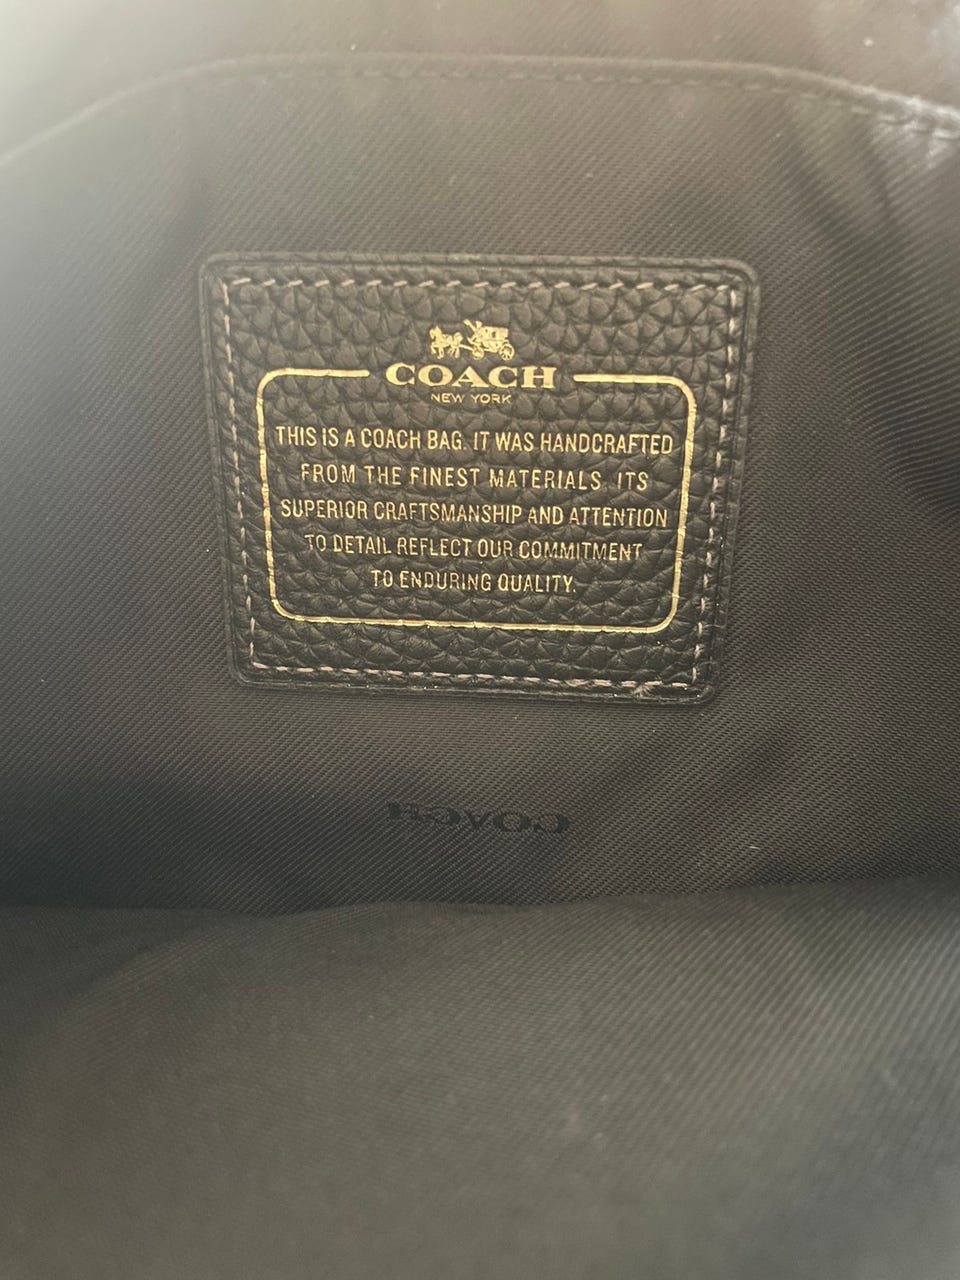 COACH
NEW YORK
THIS IS A COACH BAG. IT WAS HANDCRAFTED
FROM THE FINEST MATERIALS. ITS
SUPERIOR CRAFTSMANSHIP AND ATTENTION
TO DETAIL REFLECT OUR COMMITMENT
TO ENDURING QUALITY.
COACH